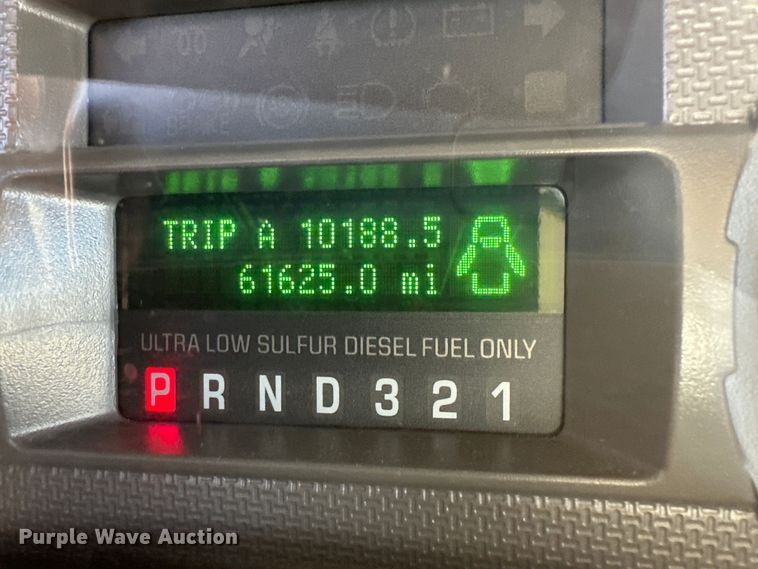 TRIP A 10188.5
61625.0 mi
ULTRA LOW SULFUR DIESEL FUEL ONLY
P R N D 3 2 1
Purple Wave Auction